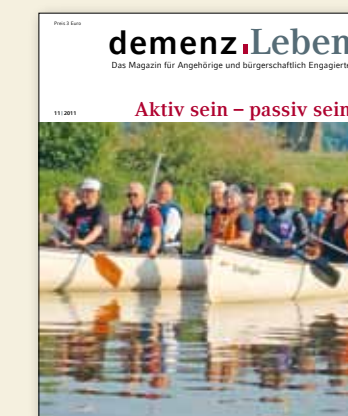 Preis 3 Euro
demenz.Leben
Das Magazin für Angehörige und bürgerschaftlich Engagierte
11 | 2011
Aktiv sein – passiv sein